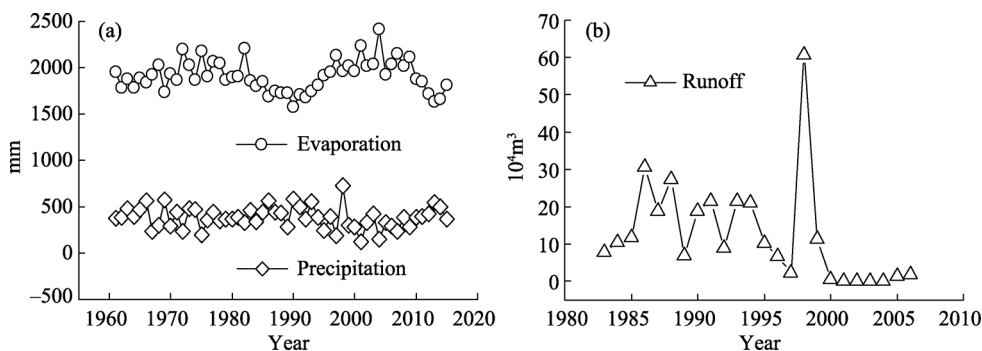 (a)
2500
2000
1500
1000
500
0
–500
mm
Evaporation
Precipitation
1960 1970 1980 1990 2000 2010 2020
Year
(b)
70
60
50
40
30
20
10
0
10⁴m³
Runoff
1980 1985 1990 1995 2000 2005 2010
Year